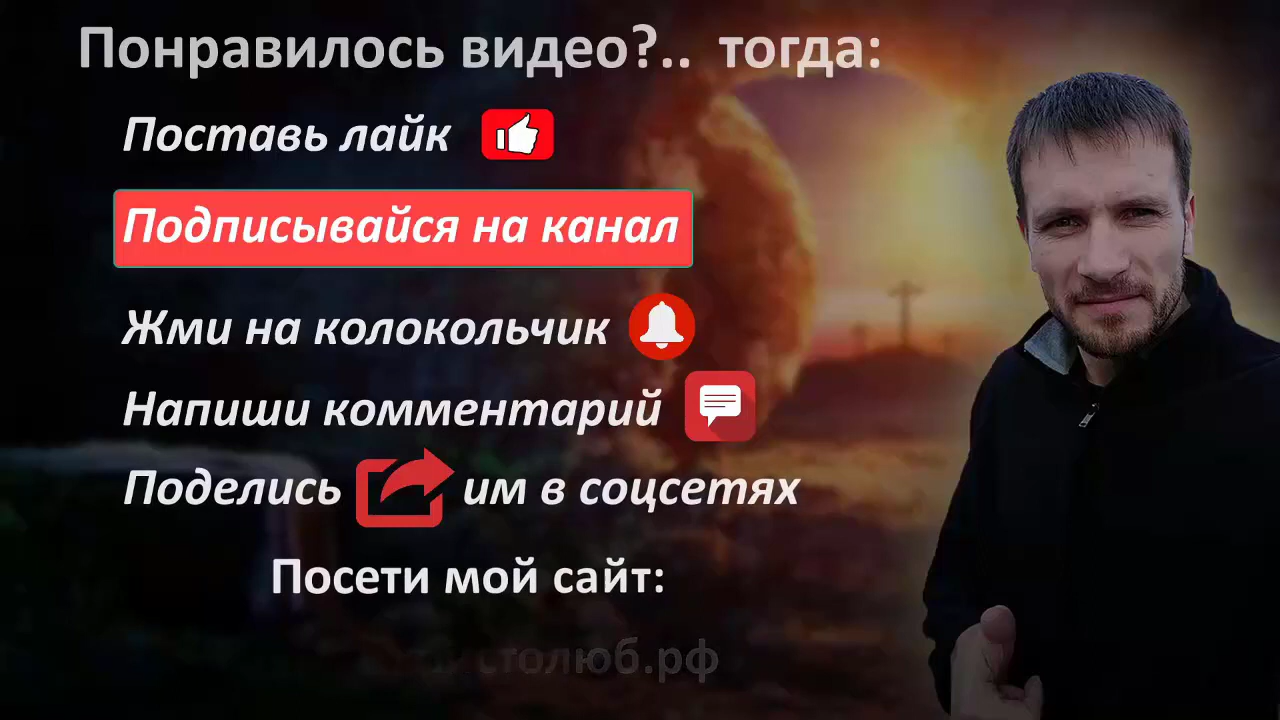 Понравилось видео?.. тогда:
Поставь лайк
Подписывайся на канал
Жми на колокольчик
Напиши комментарий
Поделись им в соцсетях
Посети мой сайт: